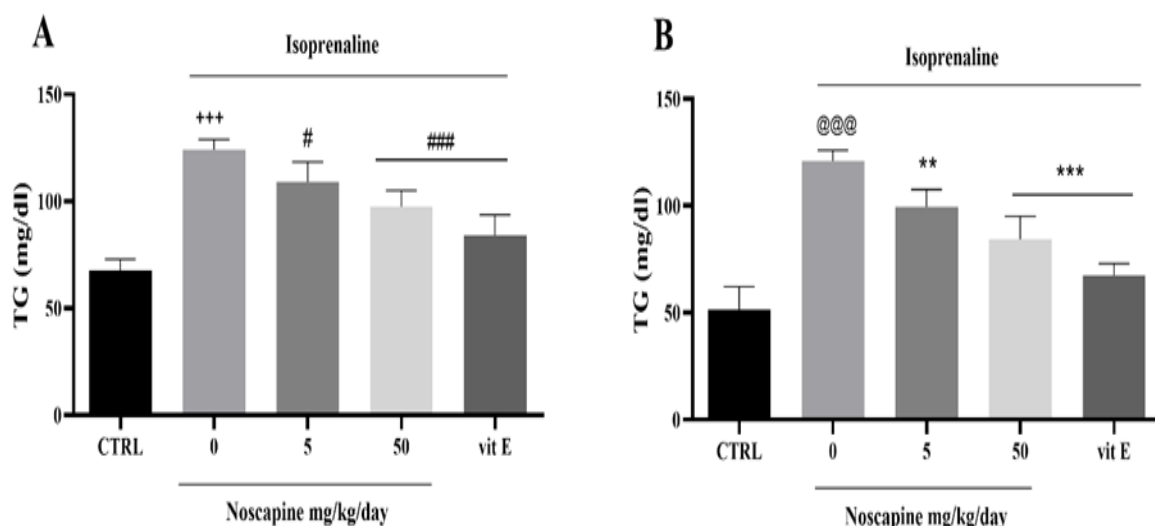 A
Isoprenaline
TG (mg/dl)
150
100
50
0
+++
#
###
CTRL
0
5
50
vit E
Noscapine mg/kg/day
B
Isoprenaline
TG (mg/dl)
150
100
50
0
@@@
**
***
CTRL
0
5
50
vit E
Noscapine mg/kg/day